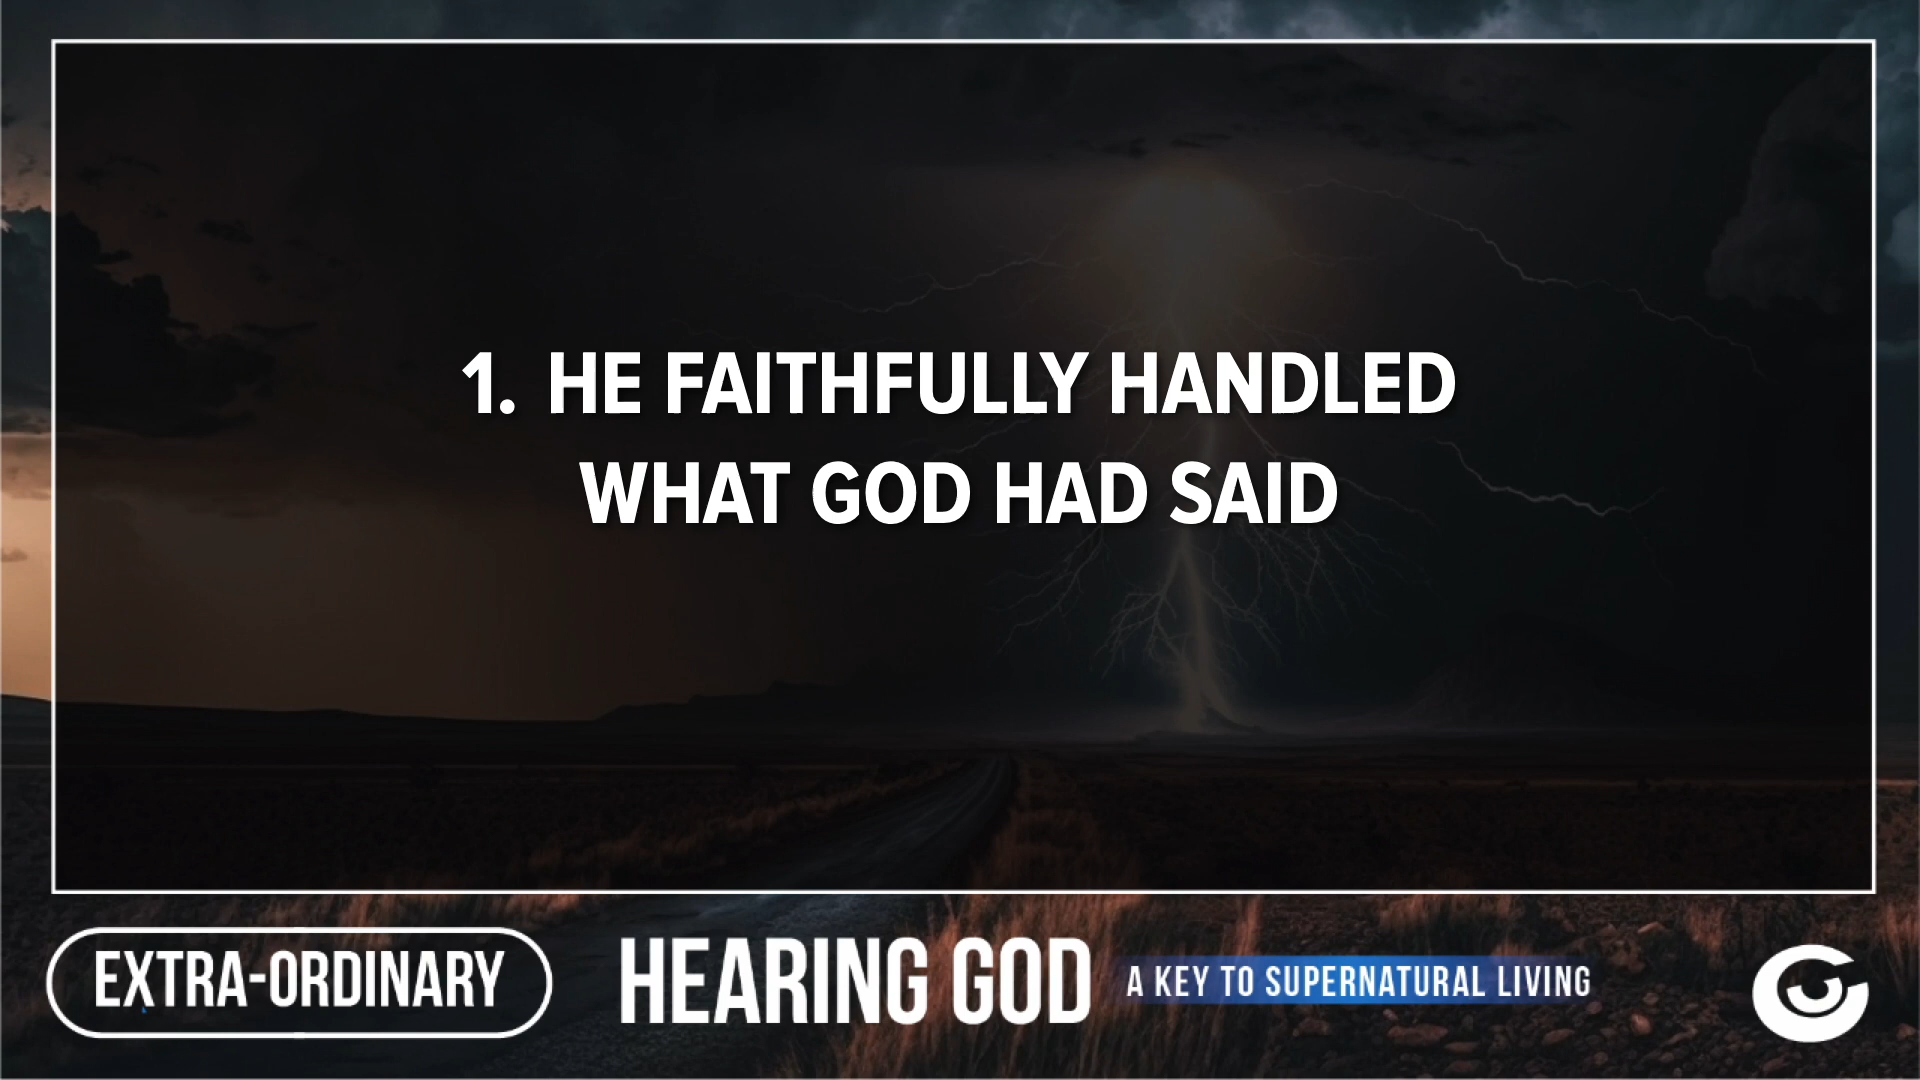 1. HE FAITHFULLY HANDLED
WHAT GOD HAD SAID
EXTRA-ORDINARY
HEARING GOD
A KEY TO SUPERNATURAL LIVING